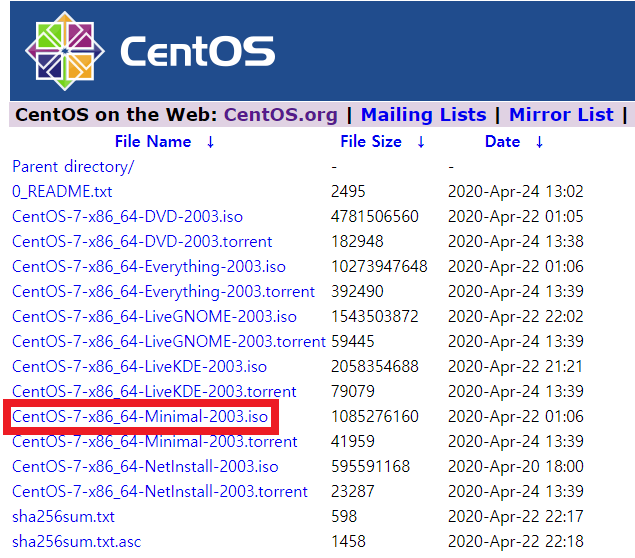 CentOS
CentOS on the Web: CentOS.org | Mailing Lists | Mirror List |
File Name ↓ File Size ↓ Date ↓
Parent directory/ - -
0_README.txt 2495 2020-Apr-24 13:02
CentOS-7-x86_64-DVD-2003.iso 4781506560 2020-Apr-22 01:05
CentOS-7-x86_64-DVD-2003.torrent 182948 2020-Apr-24 13:38
CentOS-7-x86_64-Everything-2003.iso 10273947648 2020-Apr-22 01:06
CentOS-7-x86_64-Everything-2003.torrent 392490 2020-Apr-24 13:39
CentOS-7-x86_64-LiveGNOME-2003.iso 1543503872 2020-Apr-22 22:02
CentOS-7-x86_64-LiveGNOME-2003.torrent 59445 2020-Apr-24 13:39
CentOS-7-x86_64-LiveKDE-2003.iso 2058354688 2020-Apr-22 21:21
CentOS-7-x86_64-LiveKDE-2003.torrent 79079 2020-Apr-24 13:39
CentOS-7-x86_64-Minimal-2003.iso 1085276160 2020-Apr-22 01:06
CentOS-7-x86_64-Minimal-2003.torrent 41959 2020-Apr-24 13:39
CentOS-7-x86_64-NetInstall-2003.iso 595591168 2020-Apr-20 18:00
CentOS-7-x86_64-NetInstall-2003.torrent 23287 2020-Apr-24 13:39
sha256sum.txt 598 2020-Apr-22 22:17
sha256sum.txt.asc 1458 2020-Apr-22 22:18